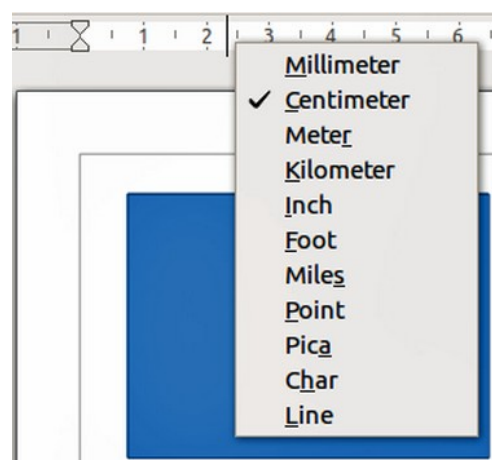 1 1 2 3 4 5 6
Millimeter
✓ Centimeter
Meter
Kilometer
Inch
Foot
Miles
Point
Pica
Char
Line